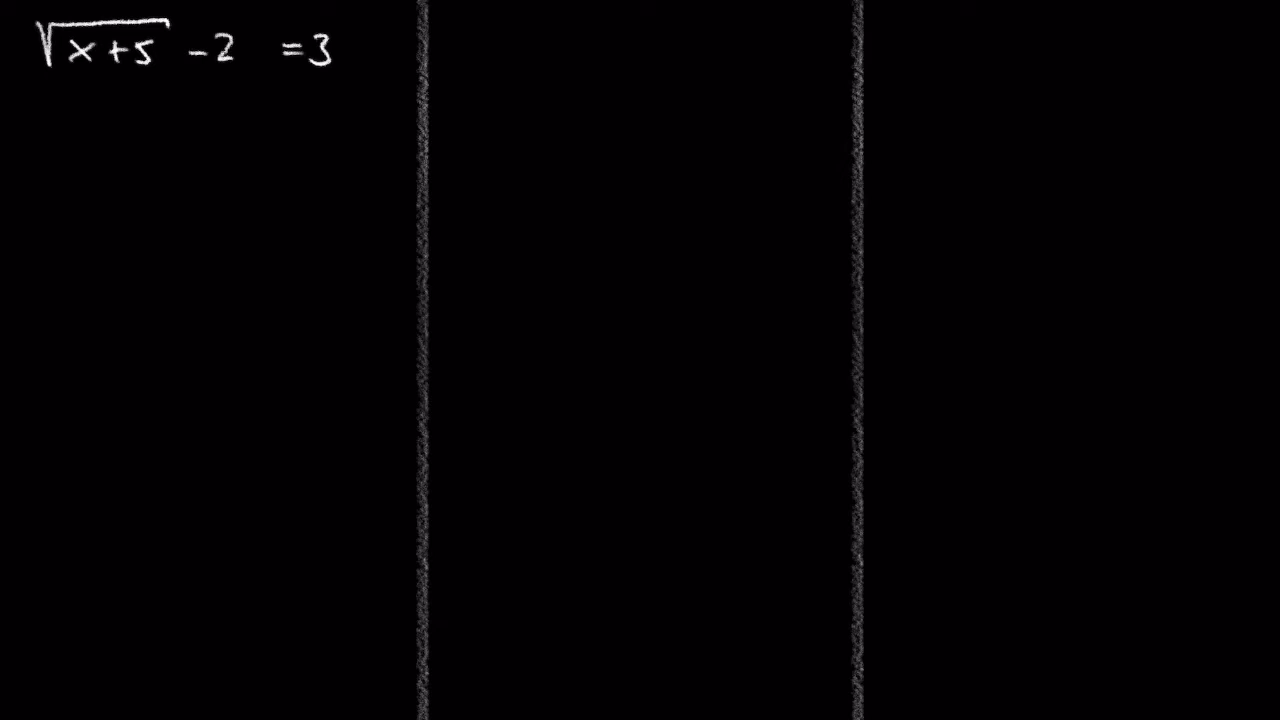 √(x+5) -2 =3